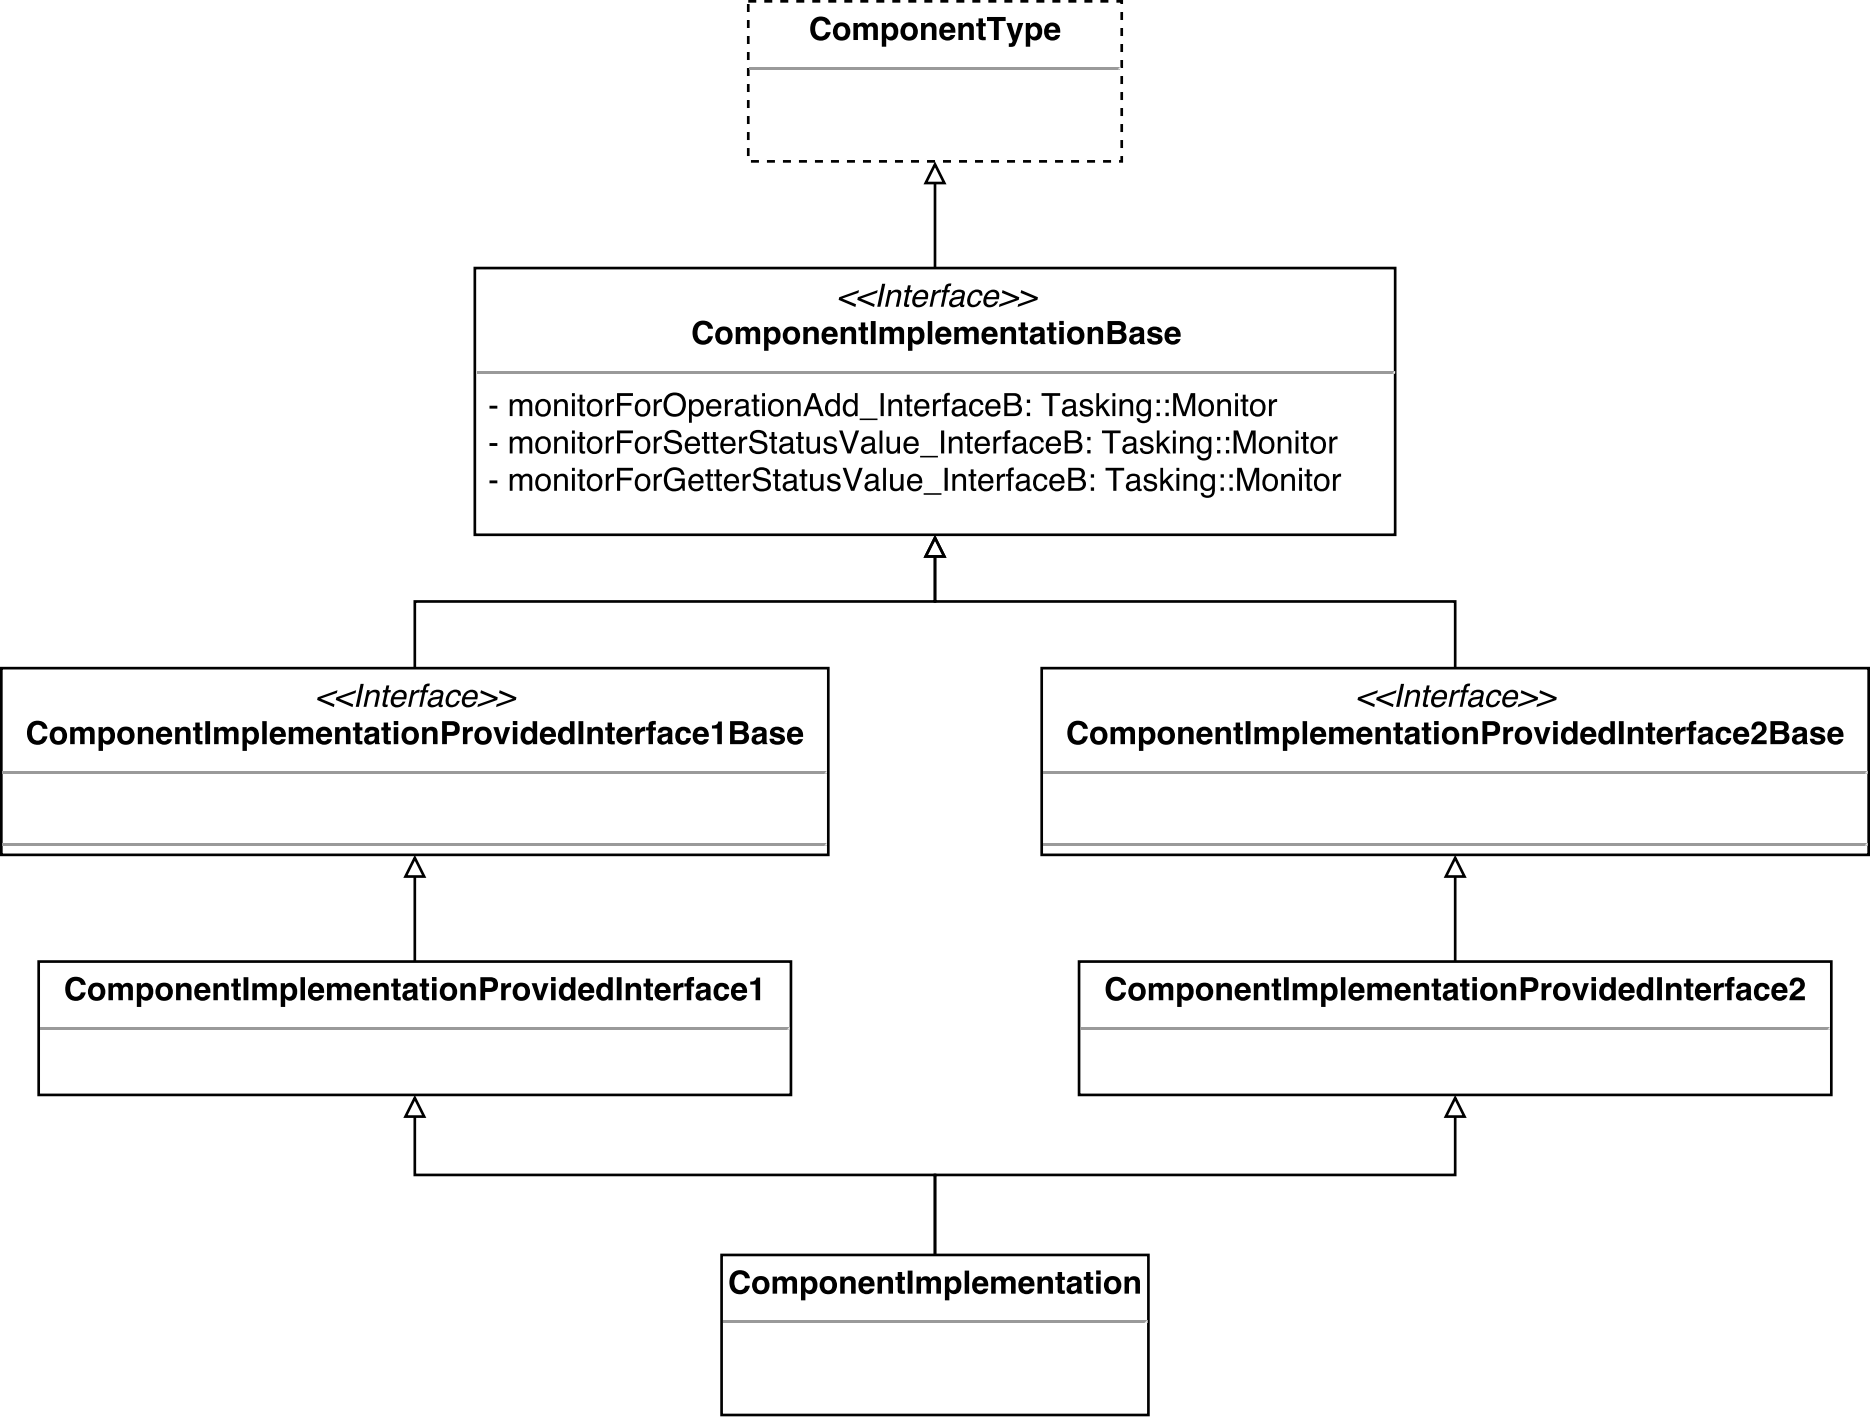 ComponentType
<<Interface>>
ComponentImplementationBase
- monitorForOperationAdd_InterfaceB: Tasking::Monitor
- monitorForSetterStatusValue_InterfaceB: Tasking::Monitor
- monitorForGetterStatusValue_InterfaceB: Tasking::Monitor
<<Interface>>
ComponentImplementationProvidedInterface1Base
<<Interface>>
ComponentImplementationProvidedInterface2Base
ComponentImplementationProvidedInterface1
ComponentImplementationProvidedInterface2
ComponentImplementation